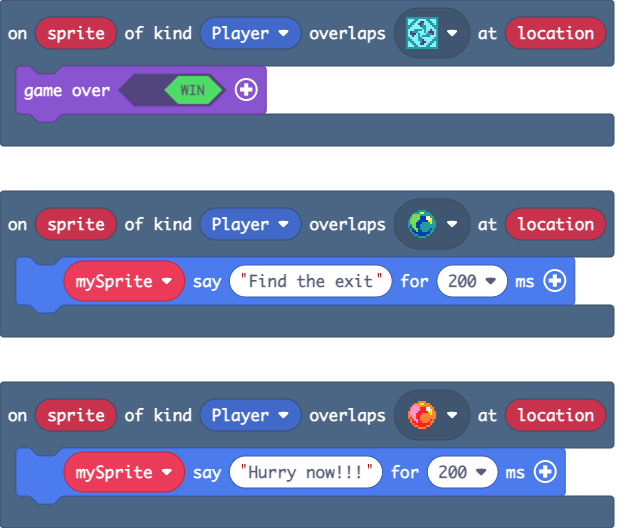 on sprite of kind Player overlaps at location
game over WIN
on sprite of kind Player overlaps at location
mySprite say "Find the exit" for 200 ms
on sprite of kind Player overlaps at location
mySprite say "Hurry now!!!" for 200 ms